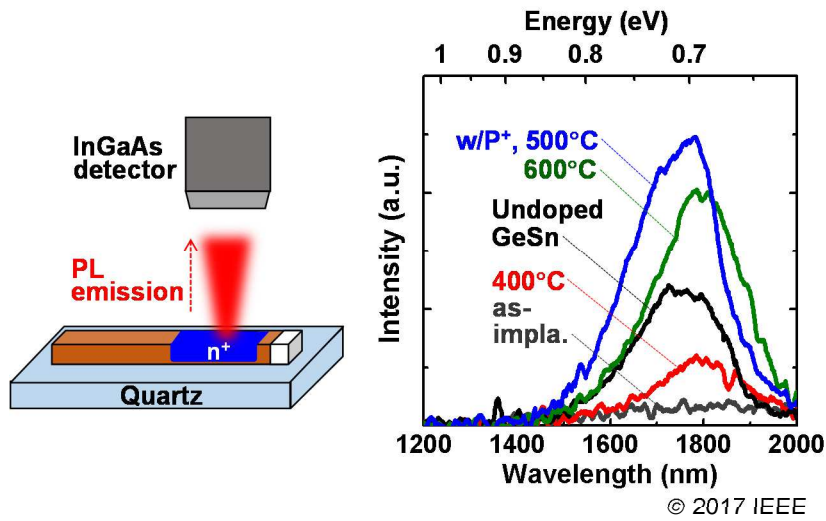 InGaAs
detector
PL
emission
n+
Quartz
Energy (eV)
1 0.9 0.8 0.7
w/P+, 500°C
600°C
Undoped
GeSn
400°C
as-
impla.
Intensity (a.u.)
1200 1400 1600 1800 2000
Wavelength (nm)
© 2017 IEEE